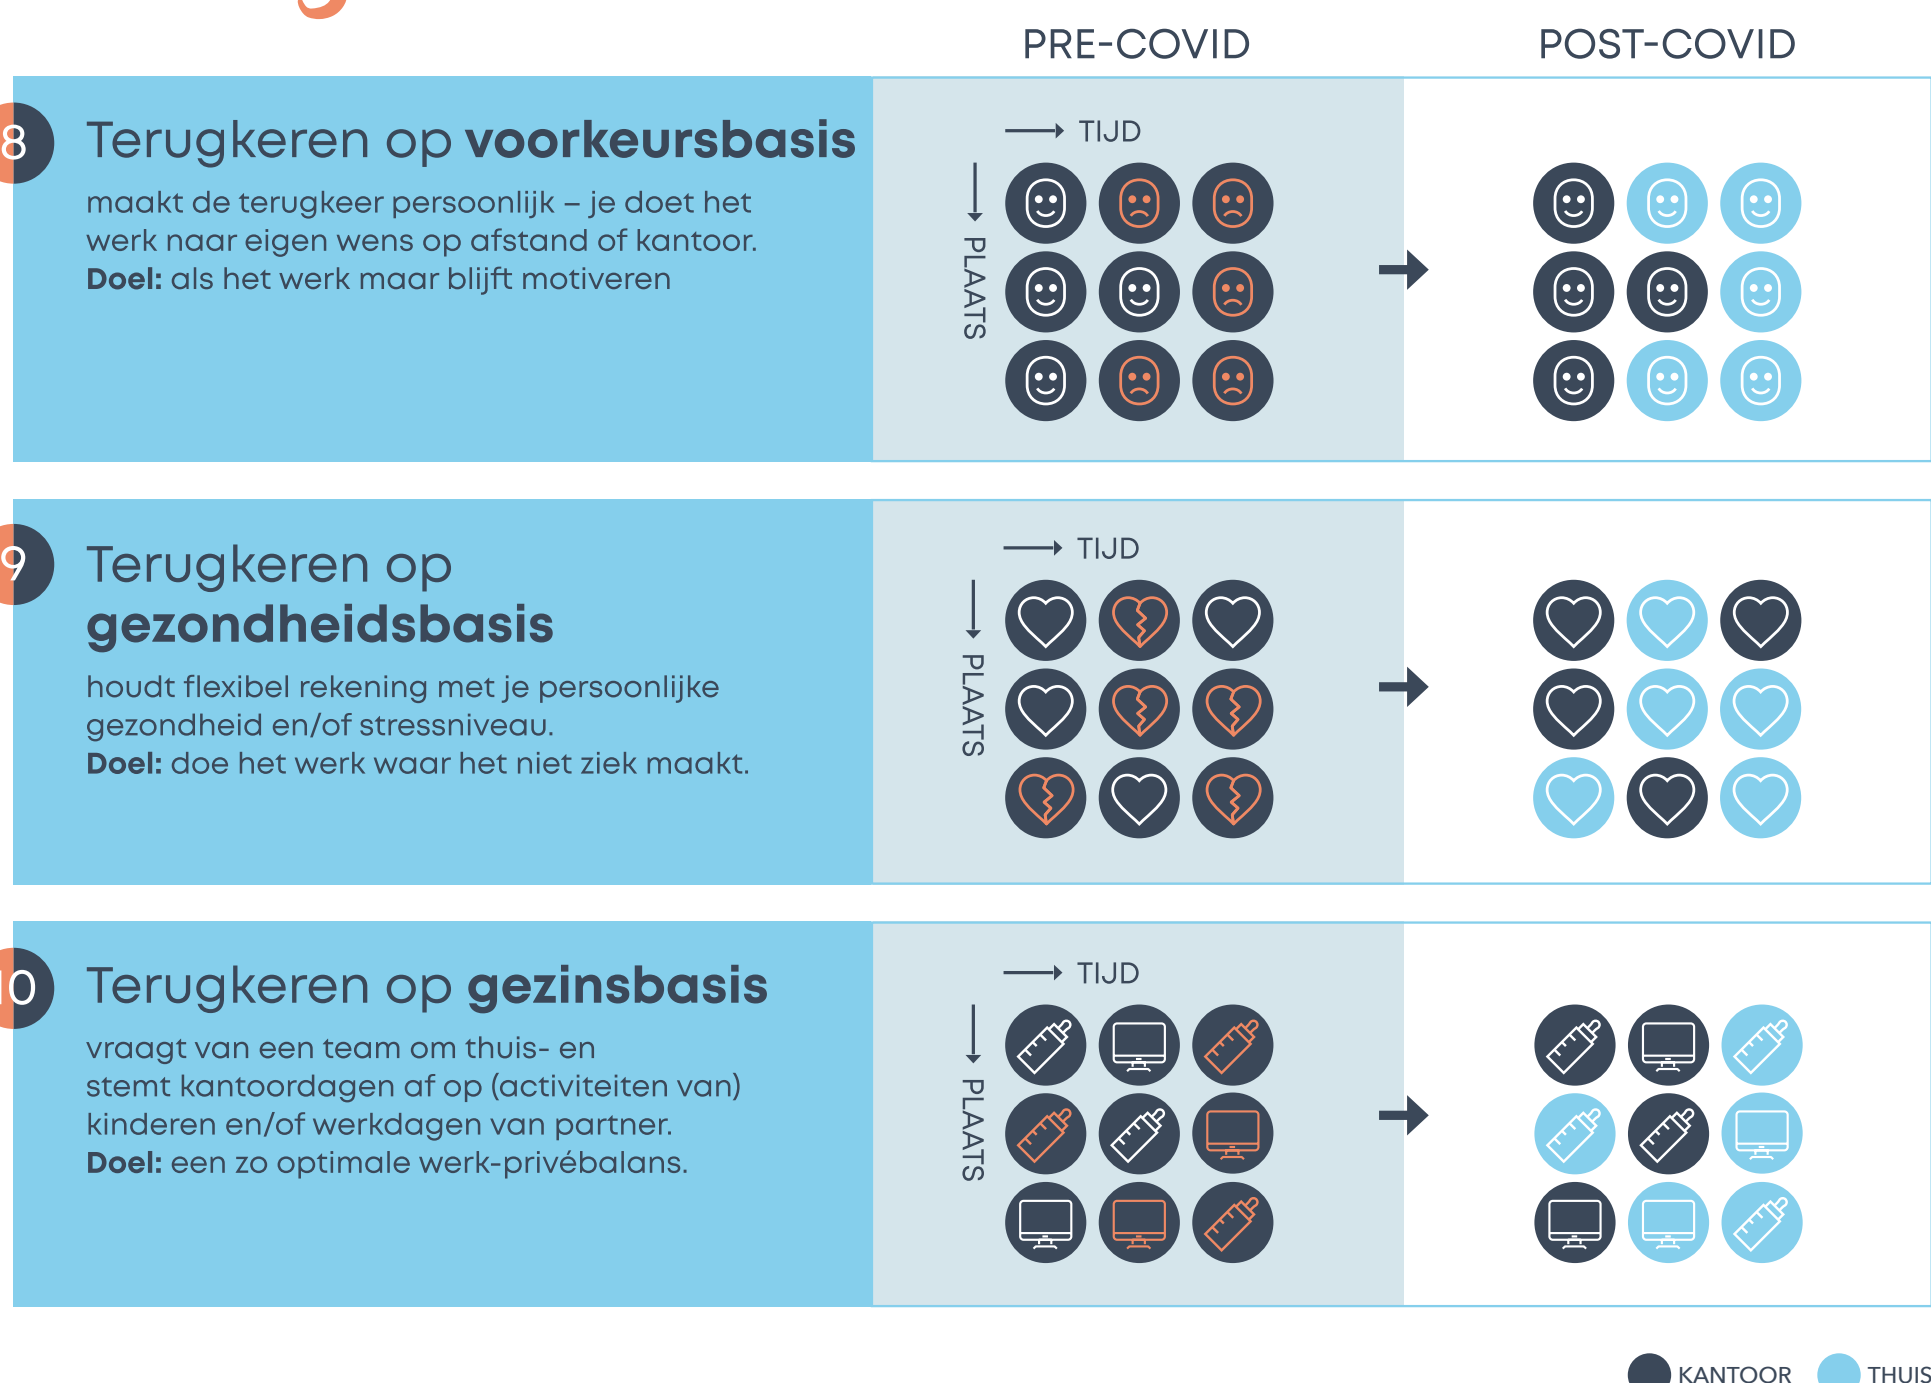 PRE-COVID
POST-COVID
8
Terugkeren op voorkeursbasis
maakt de terugkeer persoonlijk – je doet het
werk naar eigen wens op afstand of kantoor.
Doel: als het werk maar blijft motiveren
TIJD
PLAATS
9
Terugkeren op
gezondheidsbasis
houdt flexibel rekening met je persoonlijke
gezondheid en/of stressniveau.
Doel: doe het werk waar het niet ziek maakt.
TIJD
PLAATS
10
Terugkeren op gezinsbasis
vraagt van een team om thuis- en
stemt kantoordagen af op (activiteiten van)
kinderen en/of werkdagen van partner.
Doel: een zo optimale werk-privébalans.
TIJD
PLAATS
KANTOOR
THUIS